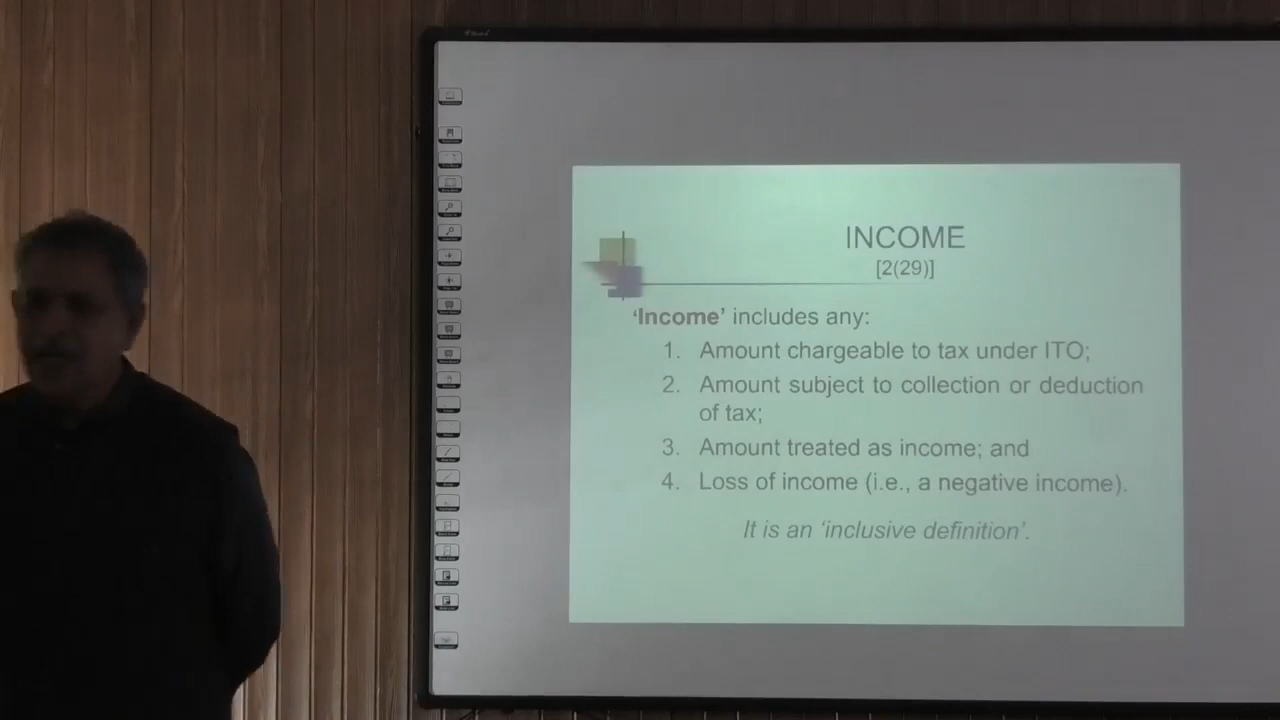 INCOME
[2(29)]
‘Income’ includes any:
1. Amount chargeable to tax under ITO;
2. Amount subject to collection or deduction
of tax;
3. Amount treated as income; and
4. Loss of income (i.e., a negative income).
It is an ‘inclusive definition’.